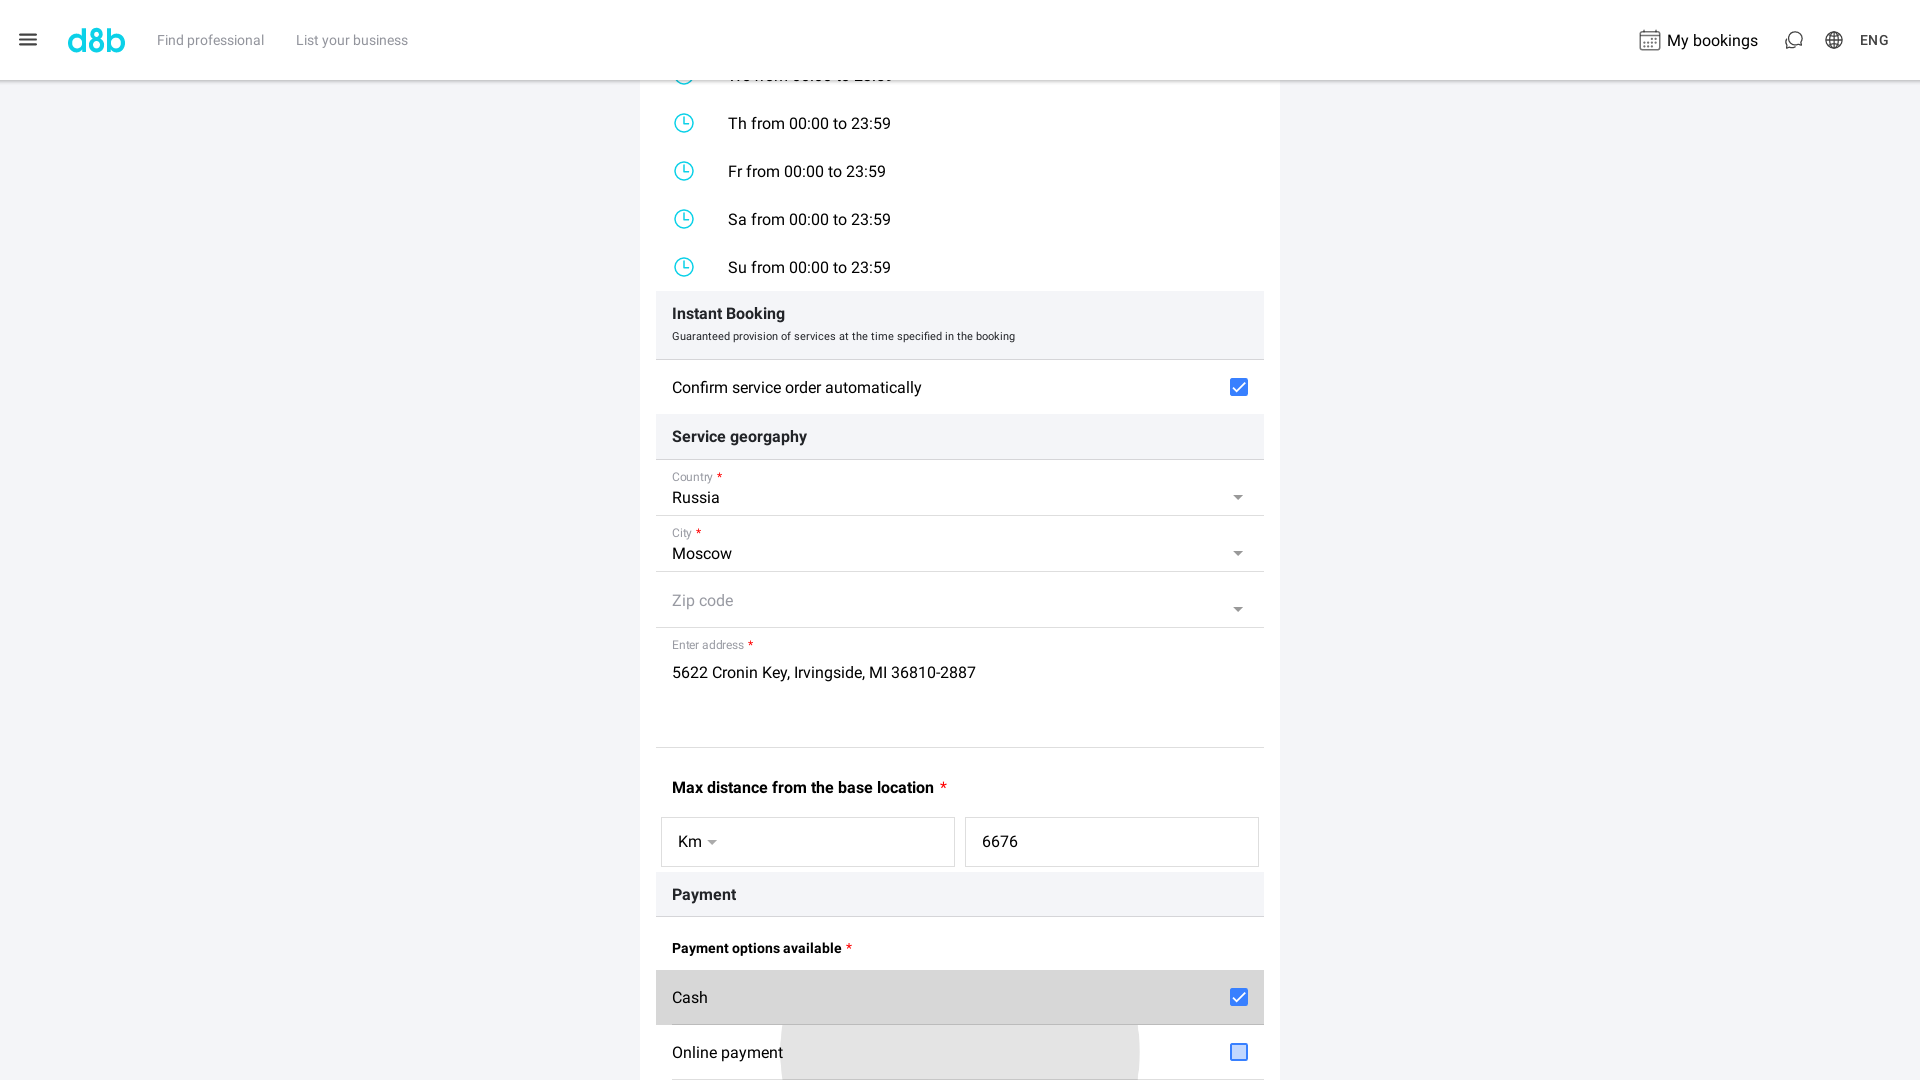 d8b
Find professional
List your business
My bookings
ENG
Th from 00:00 to 23:59
Fr from 00:00 to 23:59
Sa from 00:00 to 23:59
Su from 00:00 to 23:59
Instant Booking
Guaranteed provision of services at the time specified in the booking
Confirm service order automatically
Service georgaphy
Country *
Russia
City *
Moscow
Zip code
Enter address *
5622 Cronin Key, Irvingside, MI 36810-2887
Max distance from the base location *
Km
6676
Payment
Payment options available *
Cash
Online payment